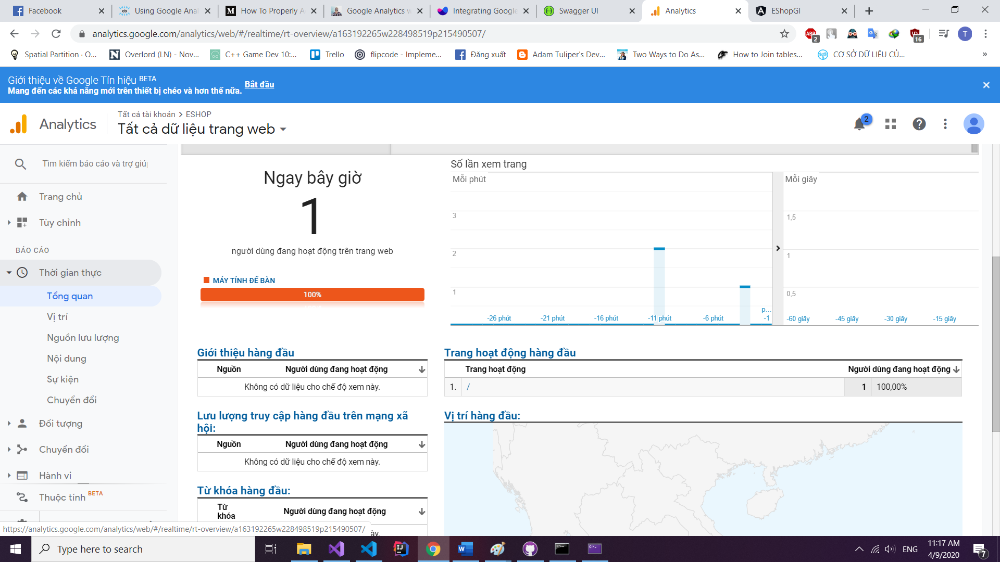 Facebook
Using Google Anal
How To Properly A
Google Analytics w
Integrating Google
Swagger UI
Analytics
EShopGI
analytics.google.com/analytics/web/#/realtime/rt-overview/a163192265w228498519p215490507/
ABP
2
16
T
Spatial Partition · O...
Overlord (LN) - Nov...
C++ Game Dev 10:...
Trello
flipcode - Impleme...
Đăng xuất
Adam Tuliper's Dev...
Two Ways to Do As...
How to Join tables...
CƠ SỞ DỮ LIỆU CỦ...
»
Giới thiệu về Google Tín hiệu BETA
Mang đến các khả năng mới trên thiết bị chéo và hơn thế nữa.
Bắt đầu
Analytics
Tất cả tài khoản > ESHOP
Tất cả dữ liệu trang web
2
Tìm kiếm báo cáo và trợ giúp
Trang chủ
Tùy chỉnh
BÁO CÁO
Thời gian thực
Tổng quan
Vị trí
Nguồn lưu lượng
Nội dung
Sự kiện
Chuyển đổi
Đối tượng
Chuyển đổi
Hành vi
Thuộc tính BETA
Ngay bây giờ
1
người dùng đang hoạt động trên trang web
MÁY TÍNH ĐỂ BÀN
100%
Số lần xem trang
Mỗi phút
3
2
1
-26 phút
-21 phút
-16 phút
-11 phút
-6 phút
p...
-1
Mỗi giây
1,5
1
0,5
-60 giây
-45 giây
-30 giây
-15 giây
Giới thiệu hàng đầu
Nguồn
Người dùng đang hoạt động
Không có dữ liệu cho chế độ xem này.
Trang hoạt động hàng đầu
Trang hoạt động
Người dùng đang hoạt động
1.
/
1
100,00%
Lưu lượng truy cập hàng đầu trên mạng xã
hội:
Nguồn
Người dùng đang hoạt động
Không có dữ liệu cho chế độ xem này.
Vị trí hàng đầu:
Từ khóa hàng đầu:
Từ
khóa
Người dùng đang hoạt động
ày.
https://analytics.google.com/analytics/web/#/realtime/rt-overview/a163192265w228498519p215490507/
Type here to search
ENG
11:17 AM
4/9/2020
7